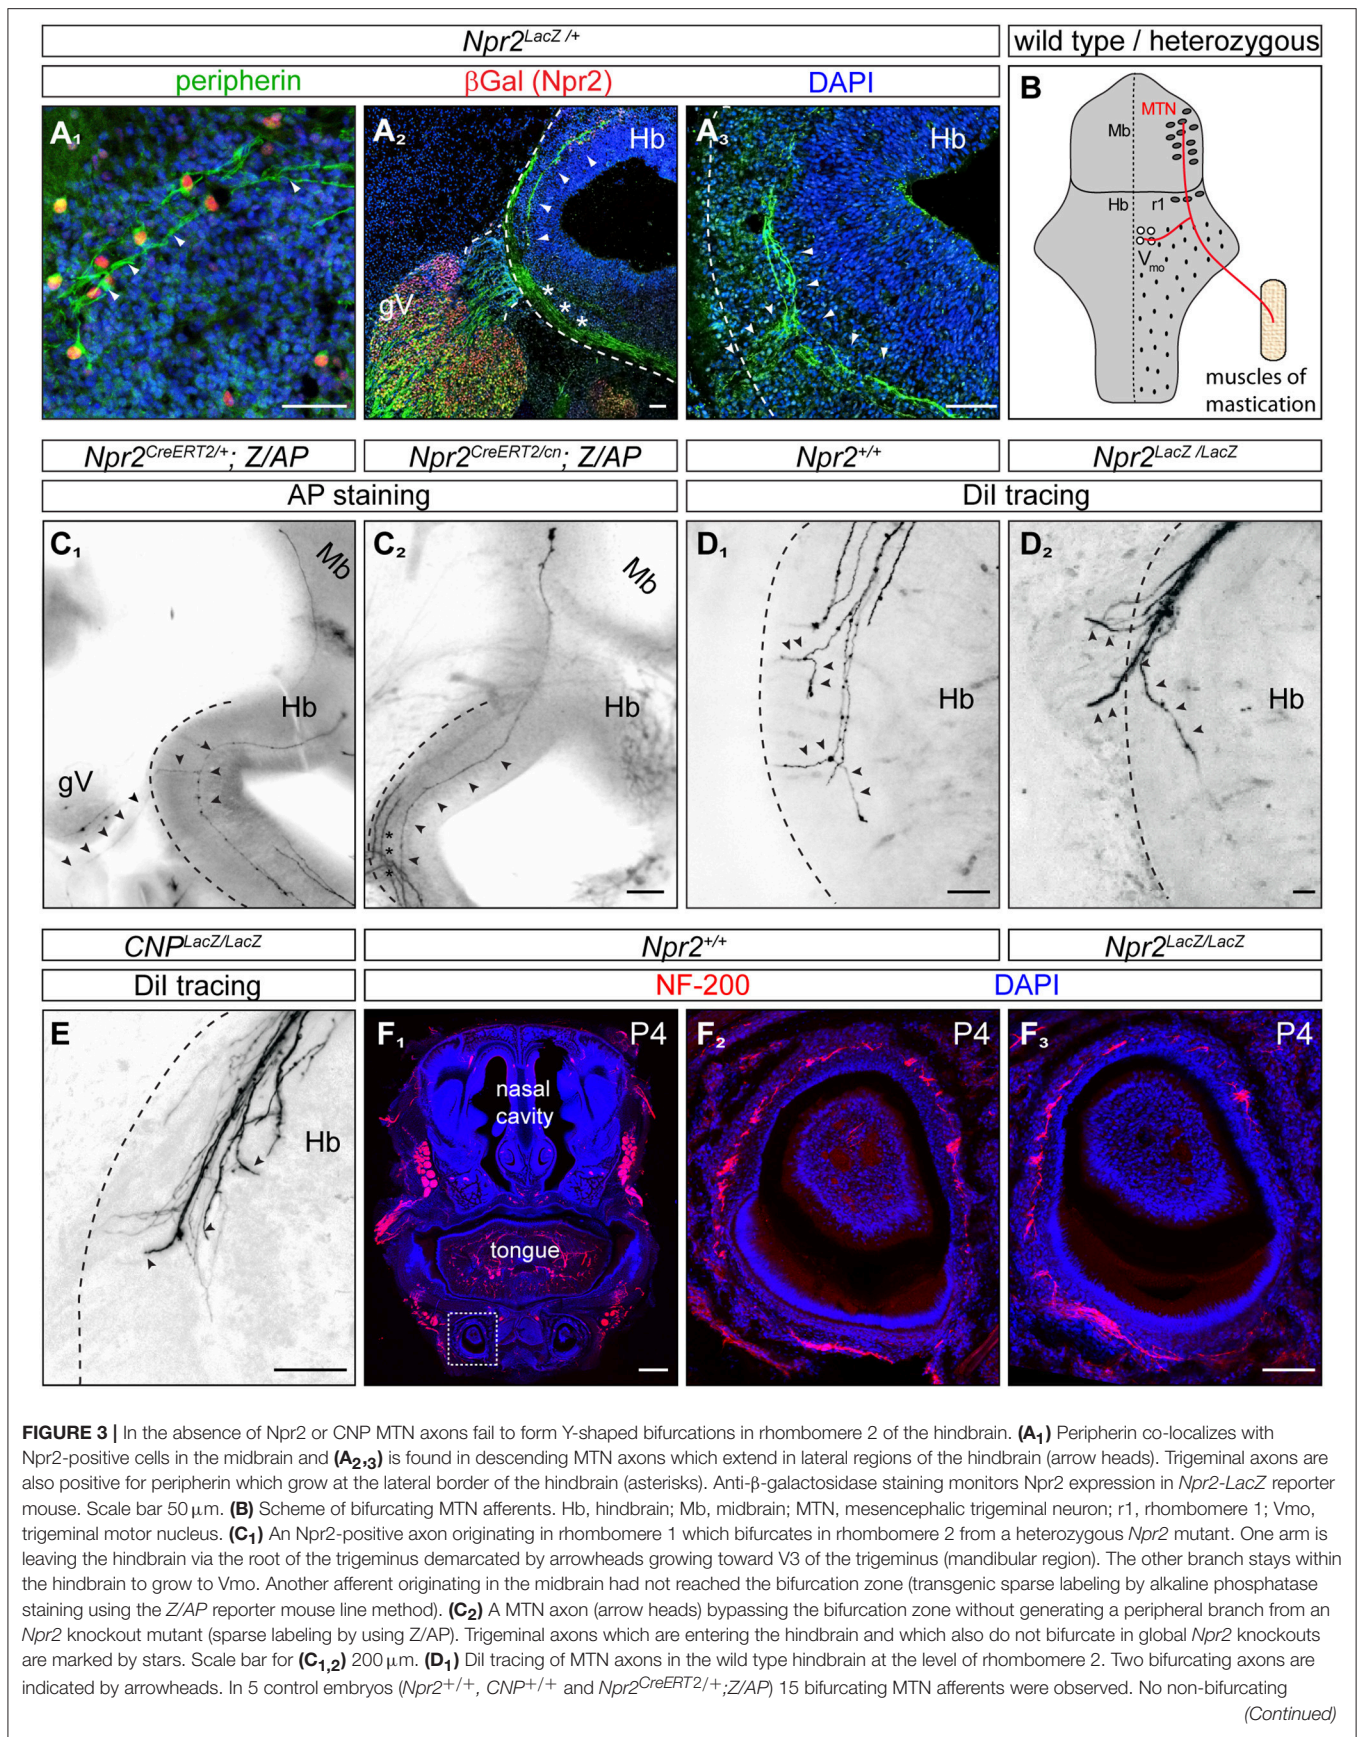 Npr2LacZ /+
wild type / heterozygous
peripherin βGal (Npr2) DAPI
A1
A2
Hb
gV
*
*
*
A3
Hb
B
MTN
Mb
Hb r1
Vmo
muscles of
mastication
Npr2CreERT2/+; Z/AP
Npr2CreERT2/cn; Z/AP
Npr2+/+
Npr2LacZ /LacZ
AP staining
DiI tracing
C1
Mb
Hb
gV
C2
Mb
Hb
*
*
*
D1
Hb
D2
Hb
CNPLacZ/LacZ
Npr2+/+
Npr2LacZ/LacZ
DiI tracing
NF-200 DAPI
E
Hb
F1
P4
nasal
cavity
tongue
F2
P4
F3
P4
FIGURE 3 | In the absence of Npr2 or CNP MTN axons fail to form Y-shaped bifurcations in rhombomere 2 of the hindbrain. (A1) Peripherin co-localizes with
Npr2-positive cells in the midbrain and (A2,3) is found in descending MTN axons which extend in lateral regions of the hindbrain (arrow heads). Trigeminal axons are
also positive for peripherin which grow at the lateral border of the hindbrain (asterisks). Anti-β-galactosidase staining monitors Npr2 expression in Npr2-LacZ reporter
mouse. Scale bar 50 μm. (B) Scheme of bifurcating MTN afferents. Hb, hindbrain; Mb, midbrain; MTN, mesencephalic trigeminal neuron; r1, rhombomere 1; Vmo,
trigeminal motor nucleus. (C1) An Npr2-positive axon originating in rhombomere 1 which bifurcates in rhombomere 2 from a heterozygous Npr2 mutant. One arm is
leaving the hindbrain via the root of the trigeminus demarcated by arrowheads growing toward V3 of the trigeminus (mandibular region). The other branch stays within
the hindbrain to grow to Vmo. Another afferent originating in the midbrain had not reached the bifurcation zone (transgenic sparse labeling by alkaline phosphatase
staining using the Z/AP reporter mouse line method). (C2) A MTN axon (arrow heads) bypassing the bifurcation zone without generating a peripheral branch from an
Npr2 knockout mutant (sparse labeling by using Z/AP). Trigeminal axons which are entering the hindbrain and which also do not bifurcate in global Npr2 knockouts
are marked by stars. Scale bar for (C1,2) 200 μm. (D1) DiI tracing of MTN axons in the wild type hindbrain at the level of rhombomere 2. Two bifurcating axons are
indicated by arrowheads. In 5 control embryos (Npr2+/+, CNP+/+ and Npr2CreERT2/+;Z/AP) 15 bifurcating MTN afferents were observed. No non-bifurcating
(Continued)